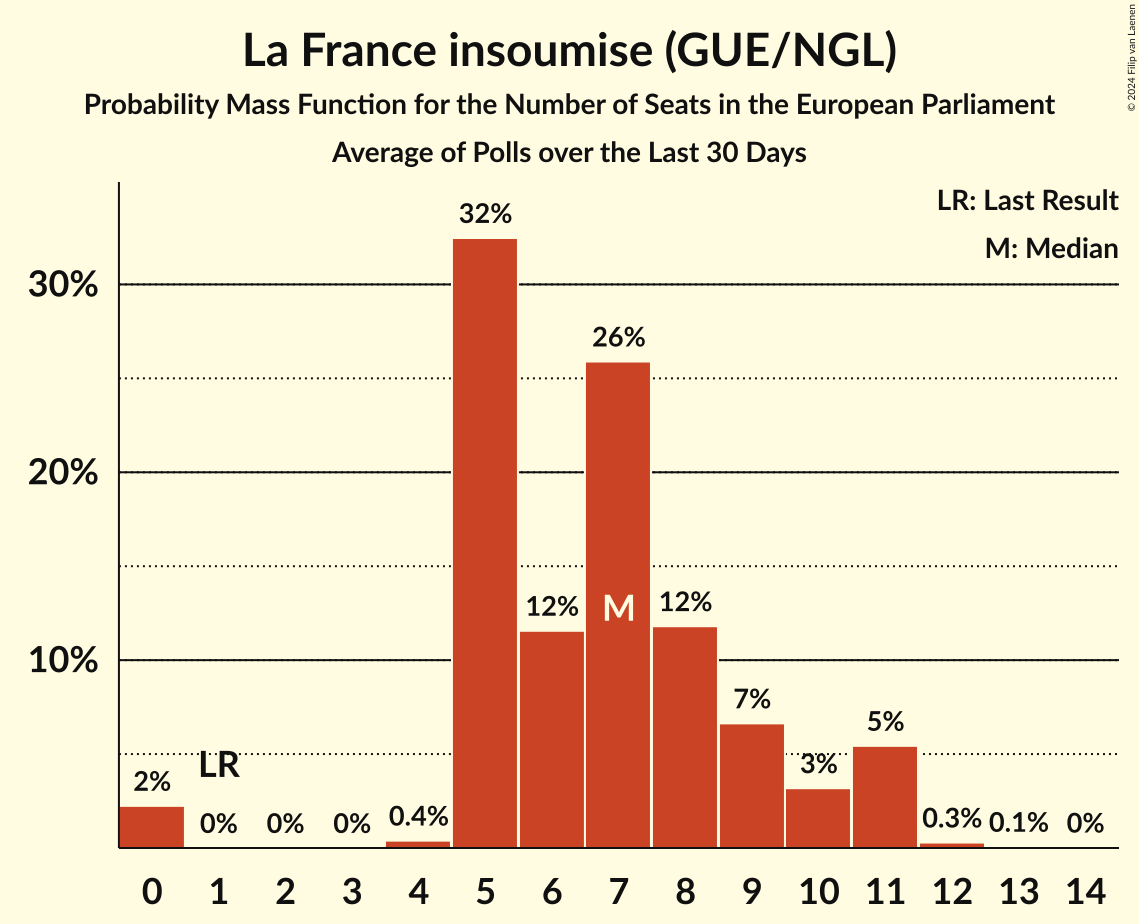 La France insoumise (GUE/NGL)
Probability Mass Function for the Number of Seats in the European Parliament
Average of Polls over the Last 30 Days
© 2024 Filip van Laenen
LR: Last Result
M: Median
30%
20%
10%
2%
LR
0%
0%
0%
0.4%
32%
12%
26%
M
12%
7%
3%
5%
0.3%
0.1%
0%
0 1 2 3 4 5 6 7 8 9 10 11 12 13 14